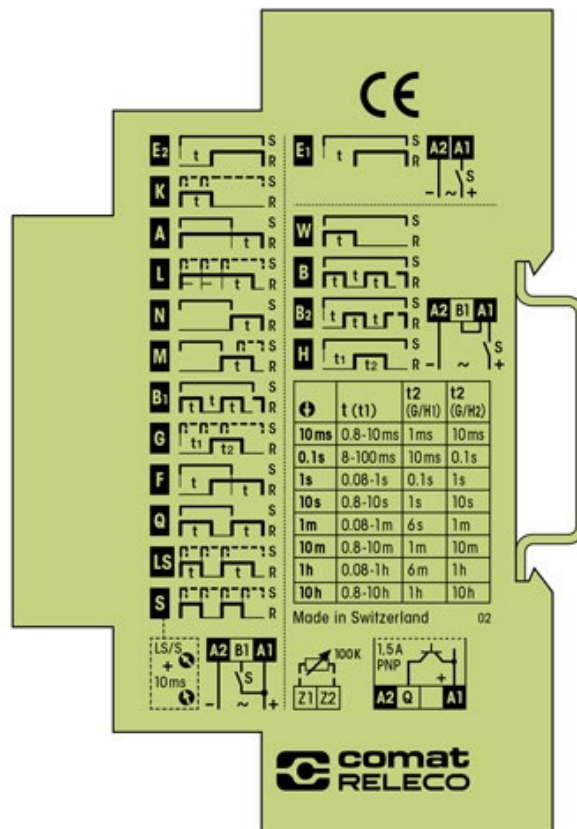 CE
E2 t S R
K t S R
A t S R
L S R
N t S R
M t S R
B1 t t t S R
G t1 t2 S R
F t t S R
Q t t S R
LS t t S R
S S R
LS/S
+
10ms
A2 B1 A1
S
- ~ +
E1 t S R
A2 A1
S
- ~ +
W t S R
B t t t S R
B2 t t t S R
H t1 t2 S R
A2 B1 A1
S
- ~ +
t (t1) t2 (G/H1) t2 (G/H2)
10ms 0.8-10ms 1ms 10ms
0.1s 8-100ms 10ms 0.1s
1s 0.08-1s 0.1s 1s
10s 0.8-10s 1s 10s
1m 0.08-1m 6s 1m
10m 0.8-10m 1m 10m
1h 0.08-1h 6m 1h
10h 0.8-10h 1h 10h
Made in Switzerland 02
100K
Z1 Z2
1,5A
PNP
+
A2 Q A1
comat
RELECO